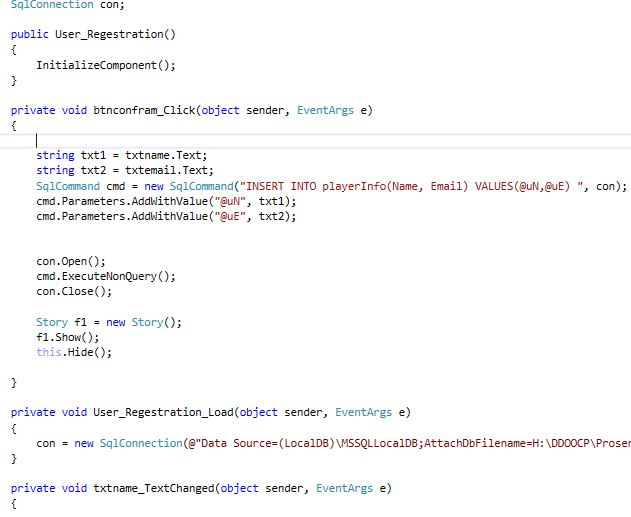 SqlConnection con;
public User_Regestration()
{
InitializeComponent();
}
private void btnconfram_Click(object sender, EventArgs e)
{
string txt1 = txtname.Text;
string txt2 = txtemail.Text;
SqlCommand cmd = new SqlCommand("INSERT INTO playerInfo(Name, Email) VALUES(@uN,@uE) ", con);
cmd.Parameters.AddWithValue("@uN", txt1);
cmd.Parameters.AddWithValue("@uE", txt2);
con.Open();
cmd.ExecuteNonQuery();
con.Close();
Story f1 = new Story();
f1.Show();
this.Hide();
}
private void User_Regestration_Load(object sender, EventArgs e)
{
con = new SqlConnection(@"Data Source=(LocalDB)\MSSQLLocalDB;AttachDbFilename=H:\DDOOCP\Proser
}
private void txtname_TextChanged(object sender, EventArgs e)
{